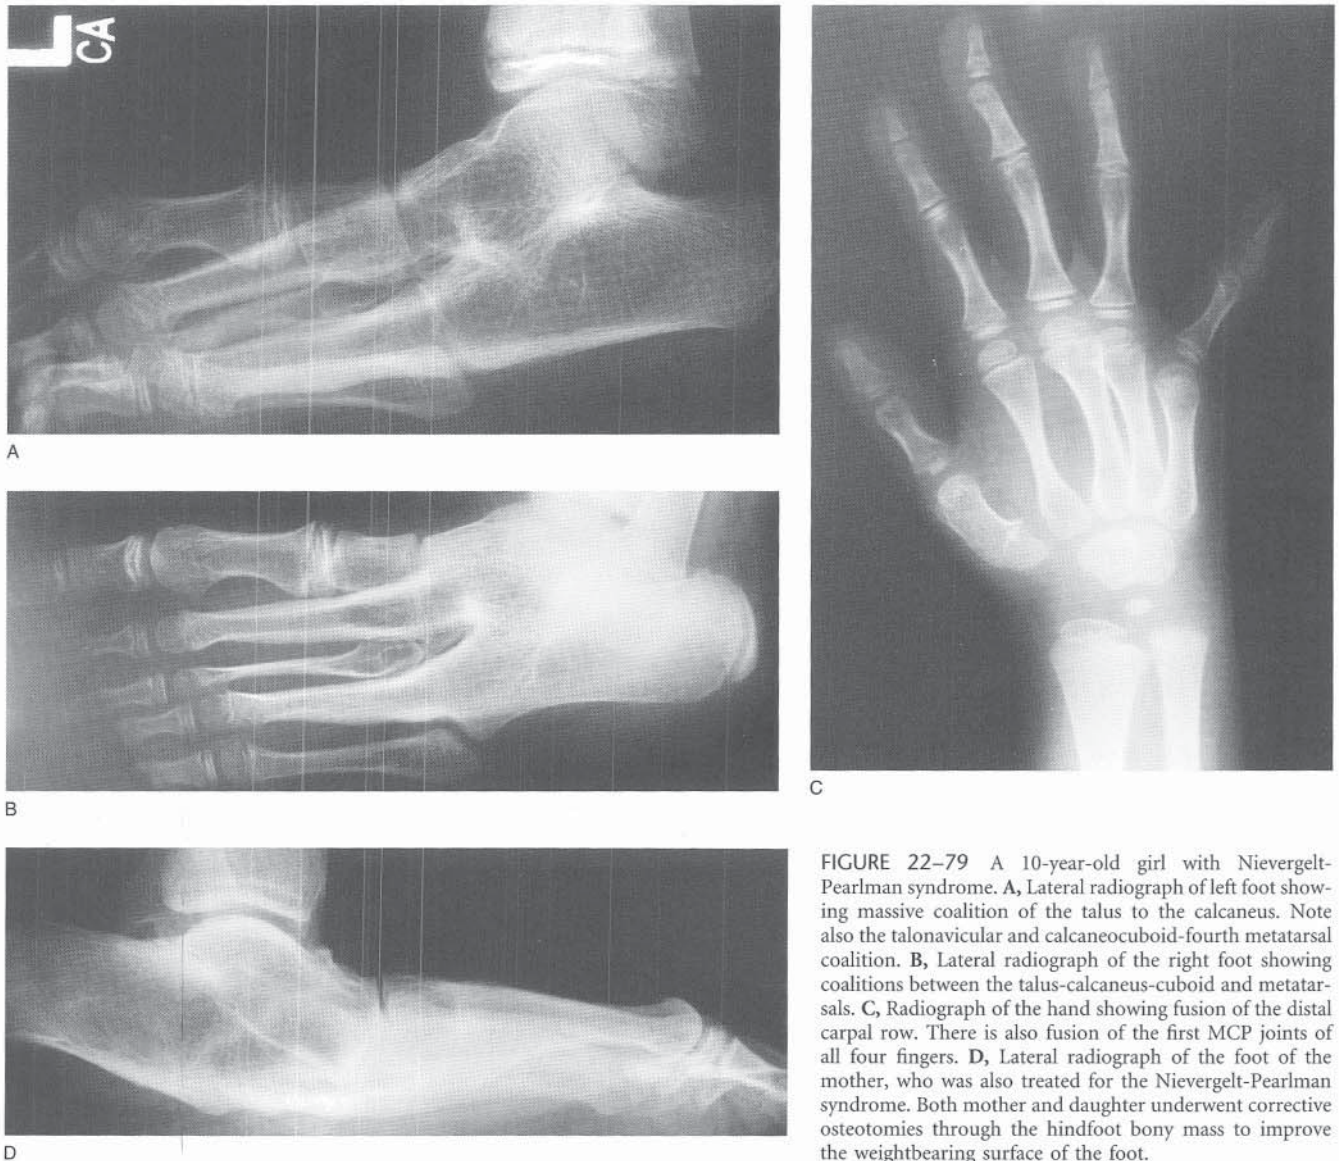 CA
A
B
C
D
FIGURE 22–79 A 10-year-old girl with Nievergelt-
Pearlman syndrome. A, Lateral radiograph of left foot show-
ing massive coalition of the talus to the calcaneus. Note
also the talonavicular and calcaneocuboid-fourth metatarsal
coalition. B, Lateral radiograph of the right foot showing
coalitions between the talus-calcaneus-cuboid and metatar-
sals. C, Radiograph of the hand showing fusion of the distal
carpal row. There is also fusion of the first MCP joints of
all four fingers. D, Lateral radiograph of the foot of the
mother, who was also treated for the Nievergelt-Pearlman
syndrome. Both mother and daughter underwent corrective
osteotomies through the hindfoot bony mass to improve
the weightbearing surface of the foot.